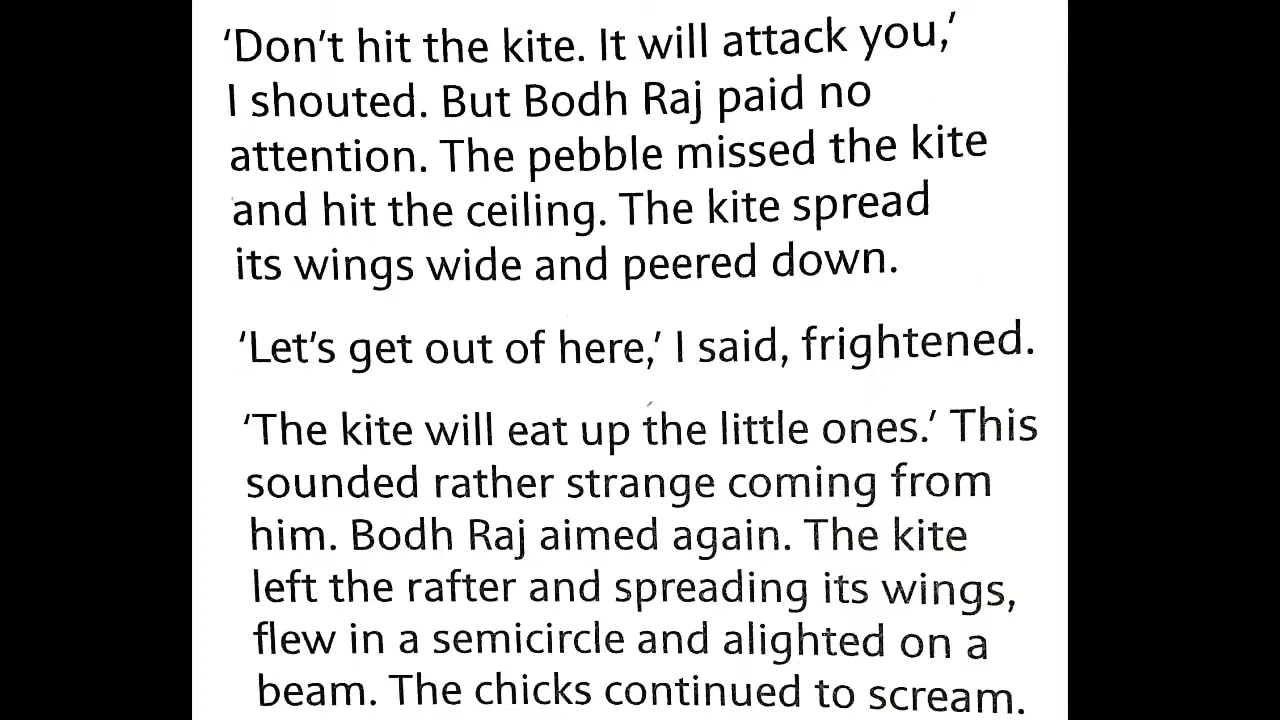 ‘Don’t hit the kite. It will attack you,’
I shouted. But Bodh Raj paid no
attention. The pebble missed the kite
and hit the ceiling. The kite spread
its wings wide and peered down.
‘Let’s get out of here,’ I said, frightened.
‘The kite will eat up the little ones.’ This
sounded rather strange coming from
him. Bodh Raj aimed again. The kite
left the rafter and spreading its wings,
flew in a semicircle and alighted on a
beam. The chicks continued to scream.